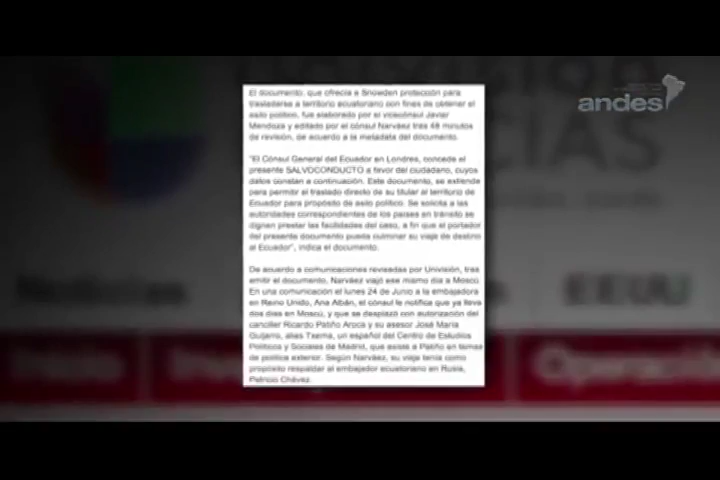 andes
El documento, que ofrecía a Snowden protección para
trasladarse a territorio ecuatoriano con fines de obtener el
asilo político, fue elaborado por el vicecónsul Javier
Mendoza y editado por el cónsul Narváez tras 48 minutos
de revisión, de acuerdo a la metadata del documento.
"El Cónsul General del Ecuador en Londres, concede el
presente SALVOCONDUCTO a favor del ciudadano, cuyos
datos constan a continuación. Este documento, se extiende
para permitir el traslado directo de su titular al territorio de
Ecuador para propósito de asilo político. Se solicita a las
autoridades correspondientes de los países en tránsito se
dignen prestar las facilidades del caso, a fin que el portador
del presente documento pueda culminar su viaje de destino
al Ecuador", indica el documento.
De acuerdo a comunicaciones revisadas por Univisión, tras
emitir el documento, Narváez viajó ese mismo día a Moscú.
En una comunicación el lunes 24 de Junio a la embajadora
en Reino Unido, Ana Albán, el cónsul le notifica que ya lleva
dos días en Moscú, y que se desplazó con autorización del
canciller Ricardo Patiño Aroca y su asesor José María
Guijarro, alias Txema, un español del Centro de Estudios
Políticos y Sociales de Madrid, que asiste a Patiño en temas
de política exterior. Según Narváez, su viaje tenía como
propósito respaldar al embajador ecuatoriano en Rusia,
Patricio Chávez.
EEUU